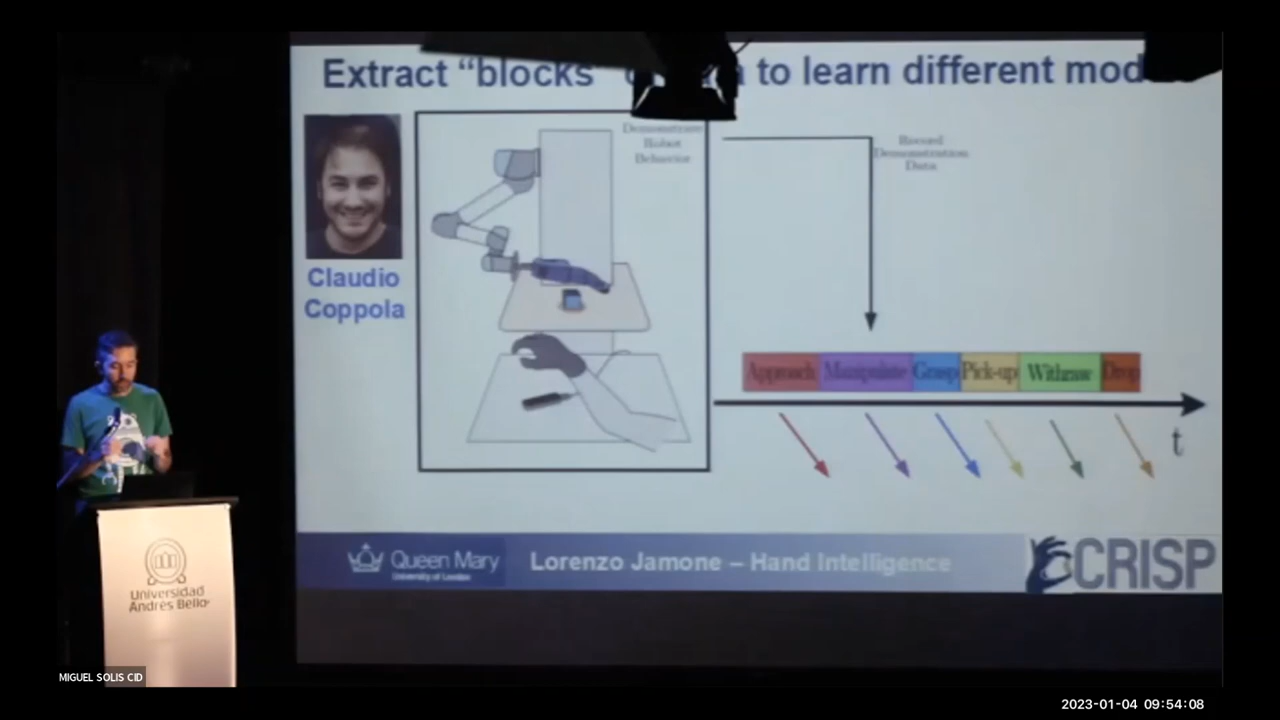 Extract “blocks” to learn different mod
Demonstrate
Robot
Behavior
Record
Demonstration
Data
Claudio
Coppola
Approach Manipulate Grasp Pick-up Withraw Drop
t
Queen Mary
University of London
Lorenzo Jamone – Hand Intelligence
CRISP
Universidad
Andrés Bello
MIGUEL SOLIS CID
2023-01-04 09:54:08